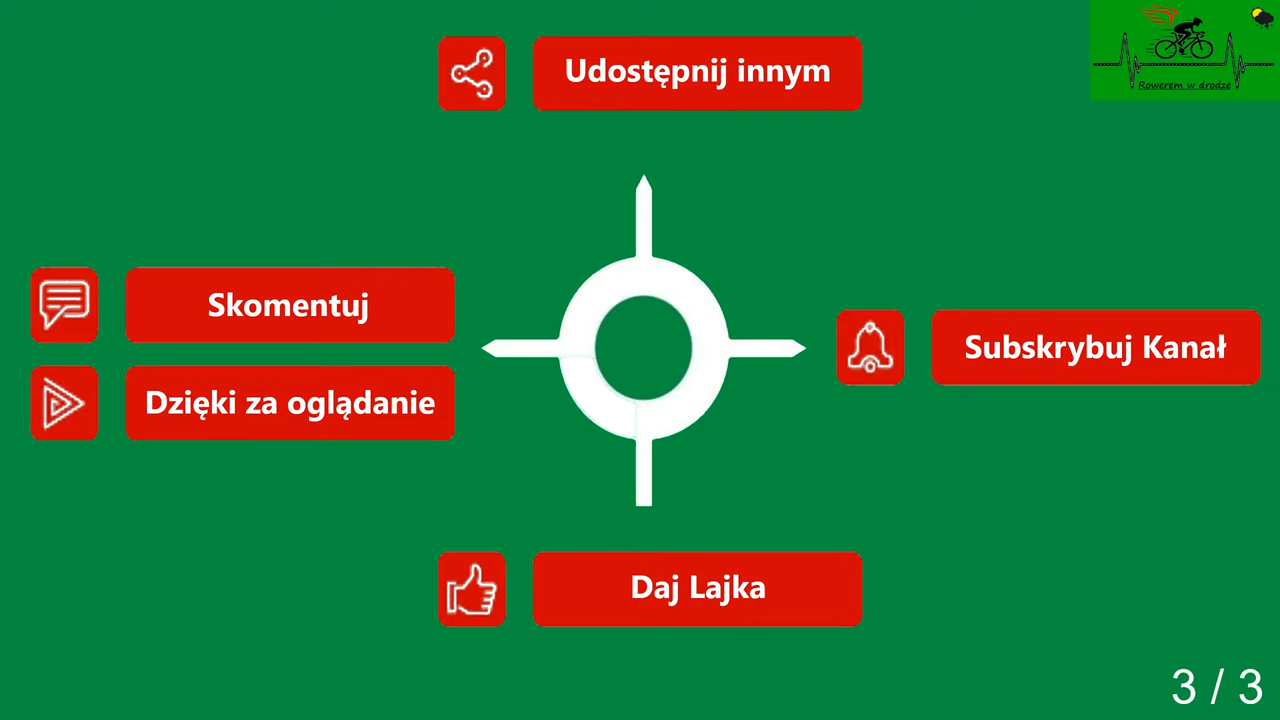 Udostępnij innym
Rowerem w drodze
Skomentuj
Subskrybuj Kanał
Dzięki za oglądanie
Daj Lajka
3 / 3